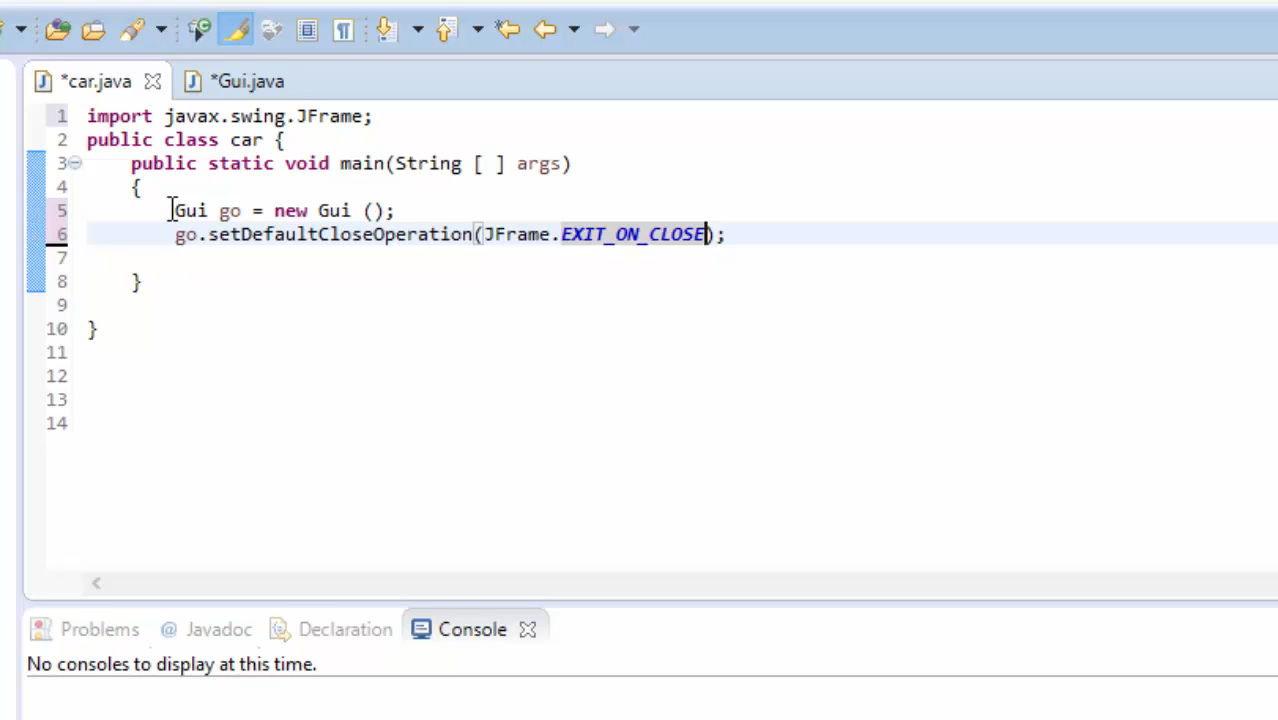 *car.java *Gui.java
1 import javax.swing.JFrame;
2 public class car {
3 public static void main(String [ ] args)
4 {
5 Gui go = new Gui ();
6 go.setDefaultCloseOperation(JFrame.EXIT_ON_CLOSE);
7
8 }
9
10 }
11
12
13
14
Problems @ Javadoc Declaration Console
No consoles to display at this time.